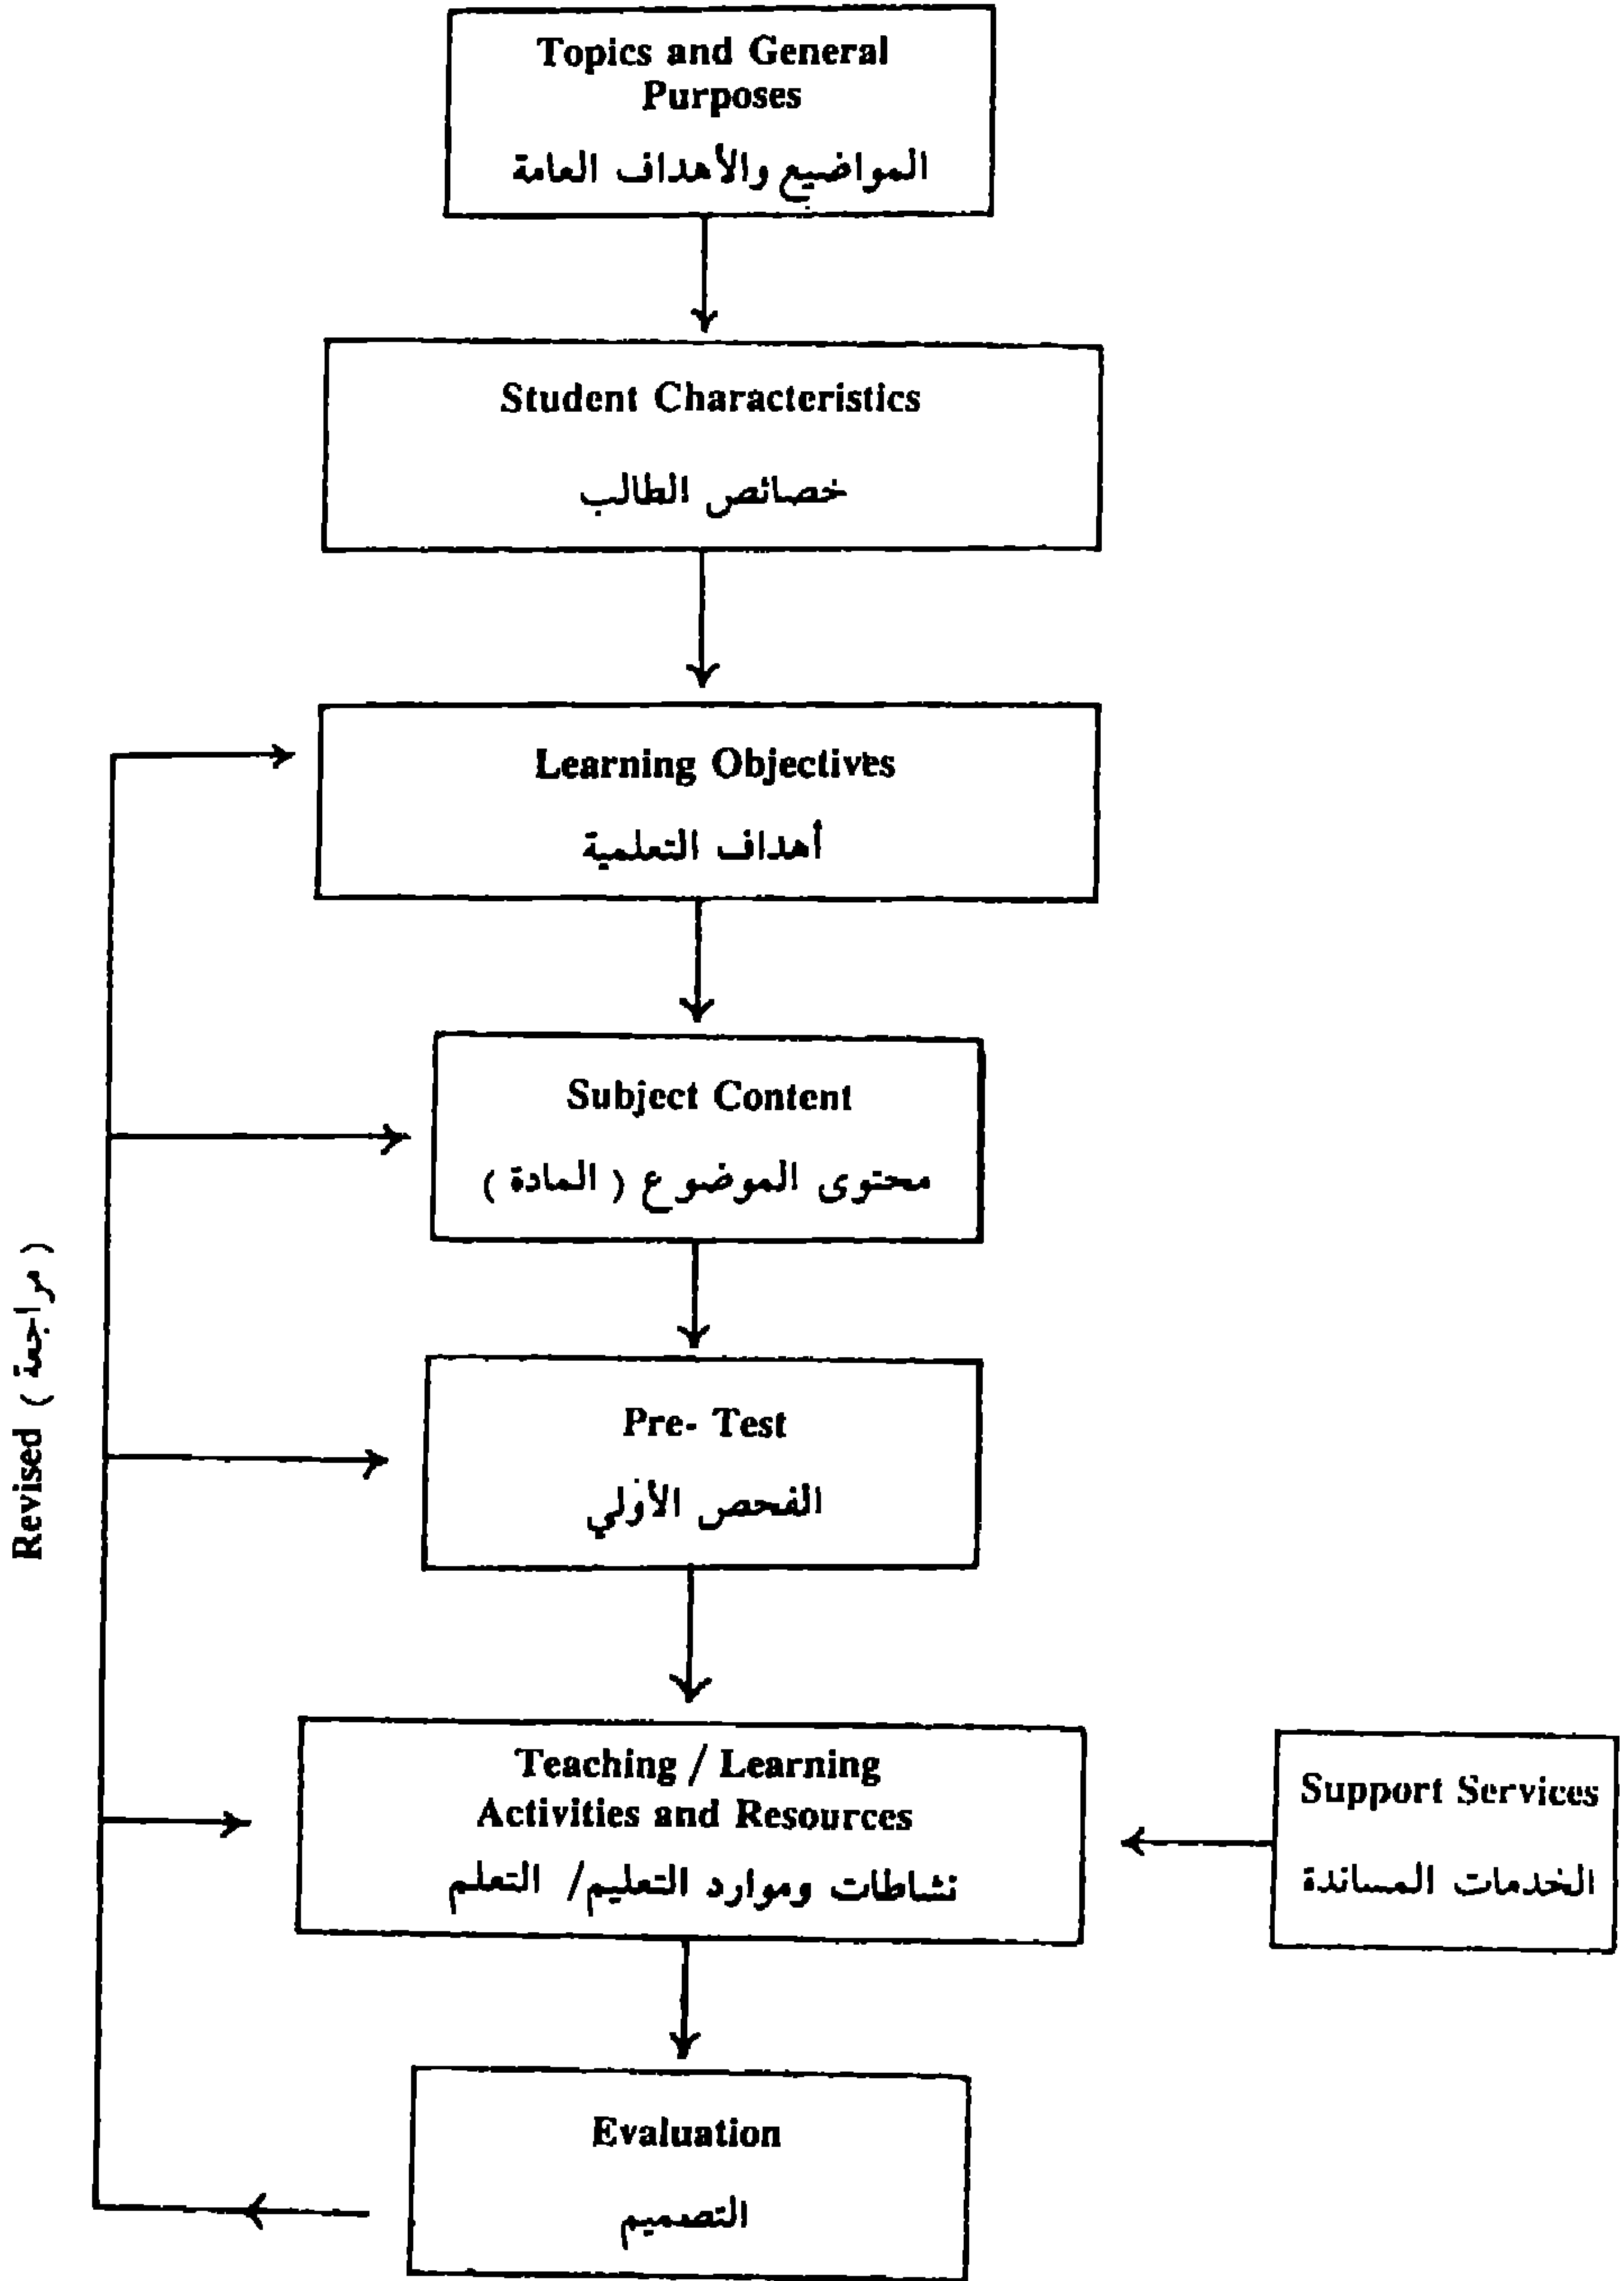 Topics and General
Purposes
المواضيع والأهداف العامة
Student Characteristics
خصائص الطالب
Learning Objectives
أهداف التعلمية
Subject Content
محتوى الموضوع ( المادة )
Revised ( مراجعة )
Pre- Test
الفحص الأولي
Teaching / Learning
Activities and Resources
نشاطات وموارد التعليم/ التعلم
Support Services
الخدمات المساندة
Evaluation
التصميم